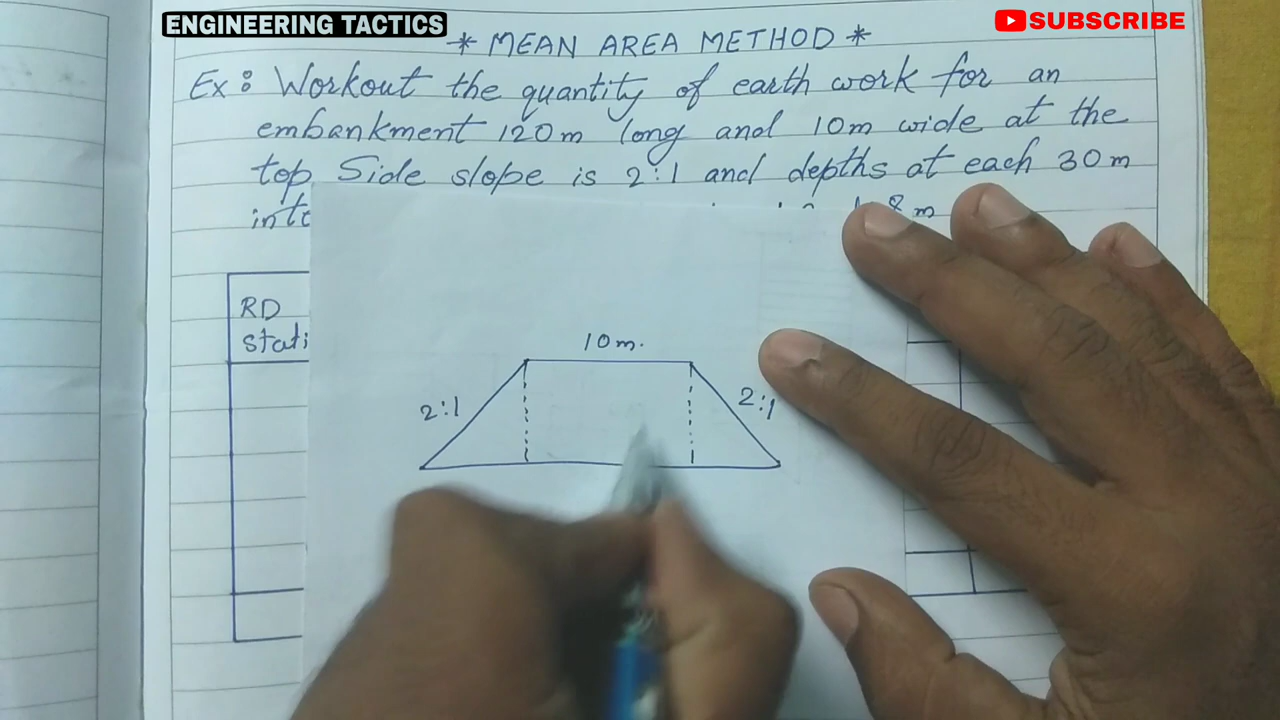 ENGINEERING TACTICS
SUBSCRIBE
* MEAN AREA METHOD *
Ex: Workout the quantity of earth work for an
embankment 120m long and 10m wide at the
top Side slope is 2:1 and depths at each 30m
m
RD
10m.
2:1
2:1